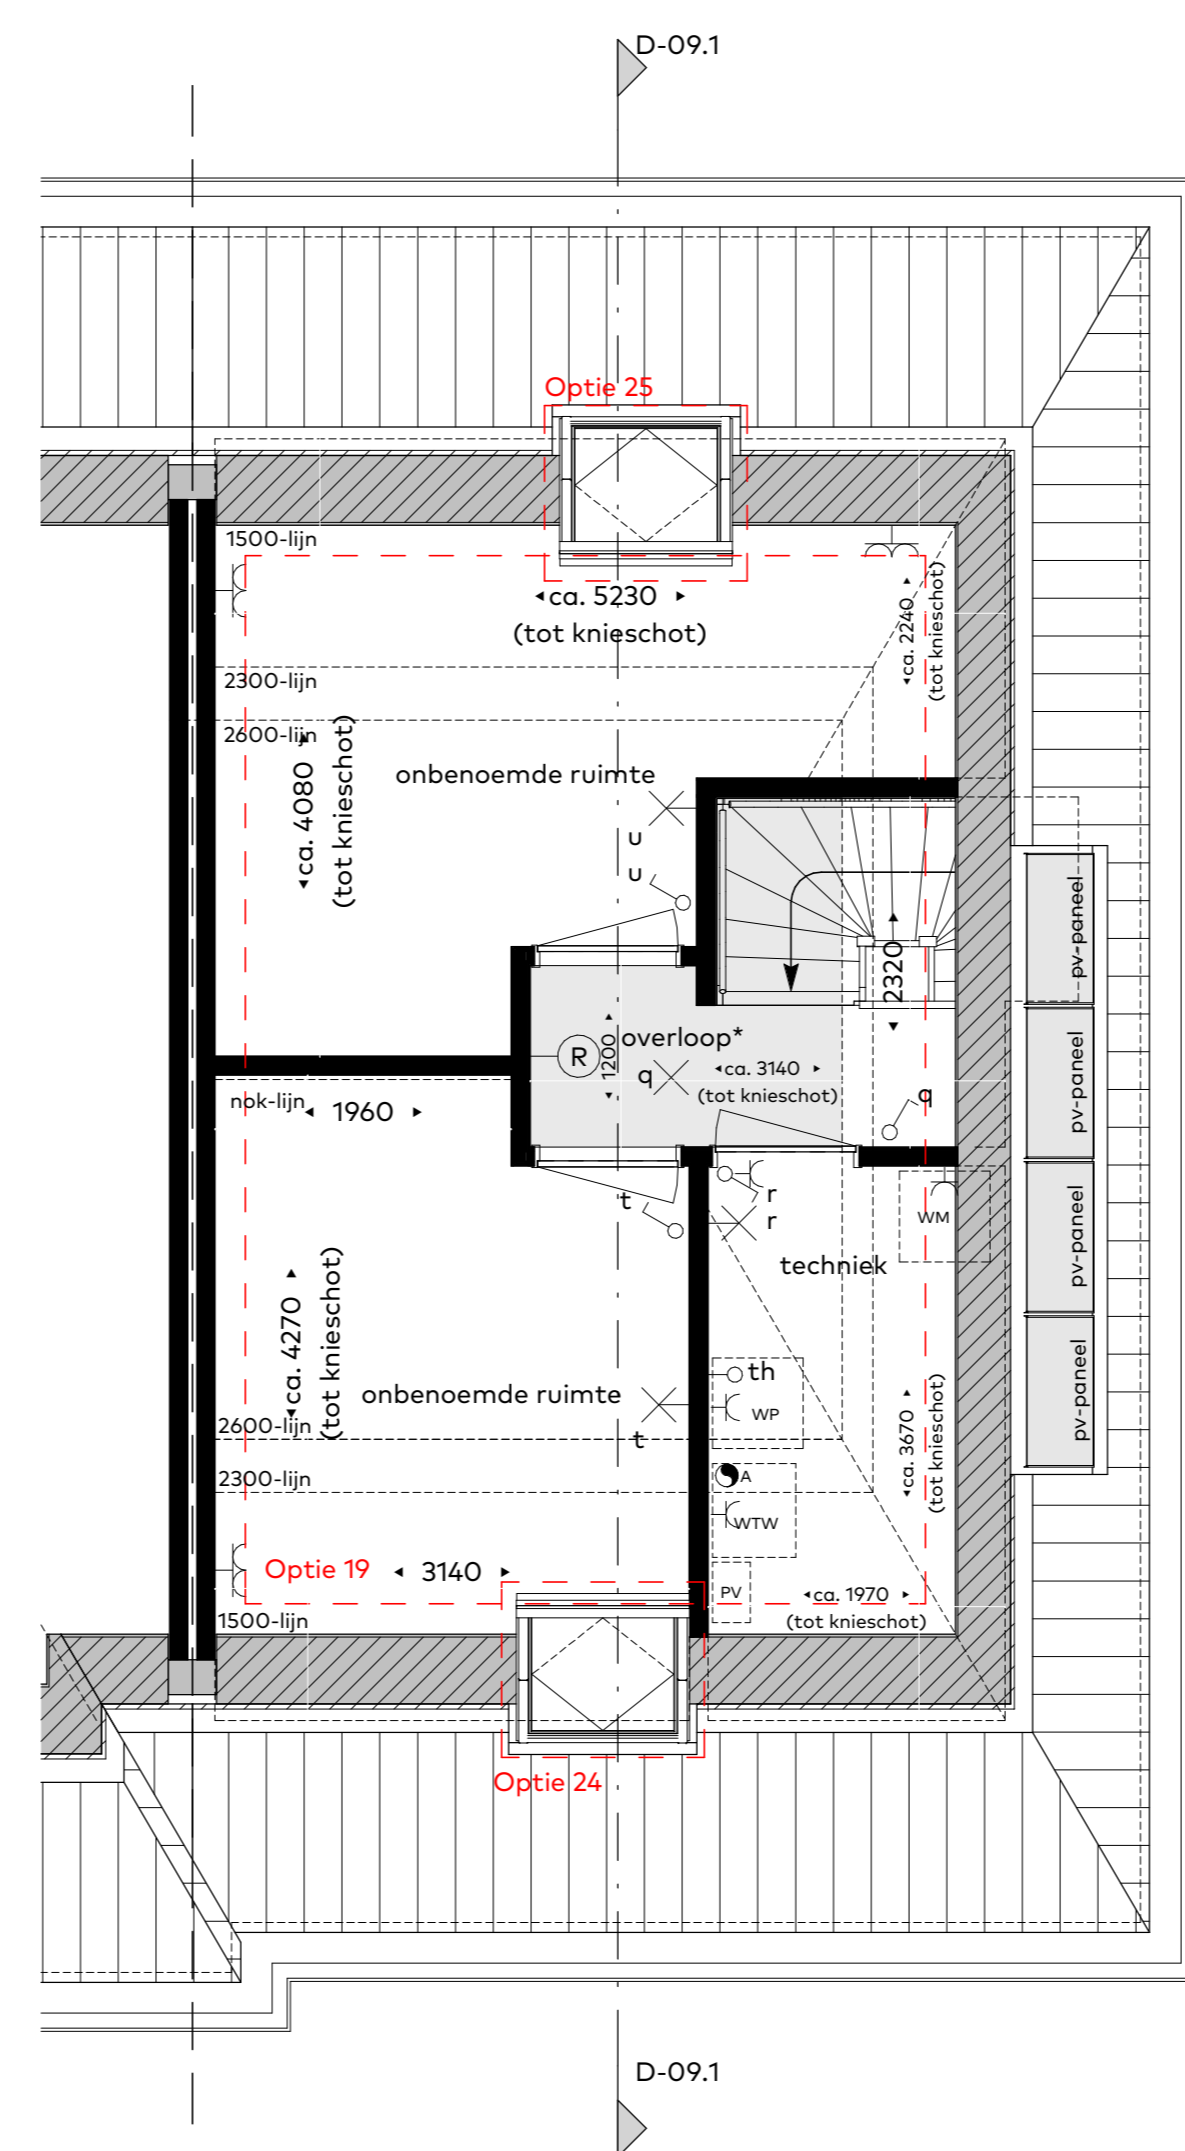 D-09.1
Optie 25
1500-lijn
ca. 5230
(tot knieschot)
ca. 2240
(tot knieschot)
2300-lijn
2600-lijn
ca. 4080
(tot knieschot)
onbenoemde ruimte
u
u
pv-paneel
2320
R
1200
overloop*
q
ca. 3140
(tot knieschot)
q
pv-paneel
nok-lijn
1960
t
r
r
WM
techniek
pv-paneel
ca. 4270
(tot knieschot)
th
onbenoemde ruimte
WP
t
ca. 3670
(tot knieschot)
pv-paneel
2600-lijn
2300-lijn
A
WTW
Optie 19
3140
PV
ca. 1970
(tot knieschot)
1500-lijn
Optie 24
D-09.1